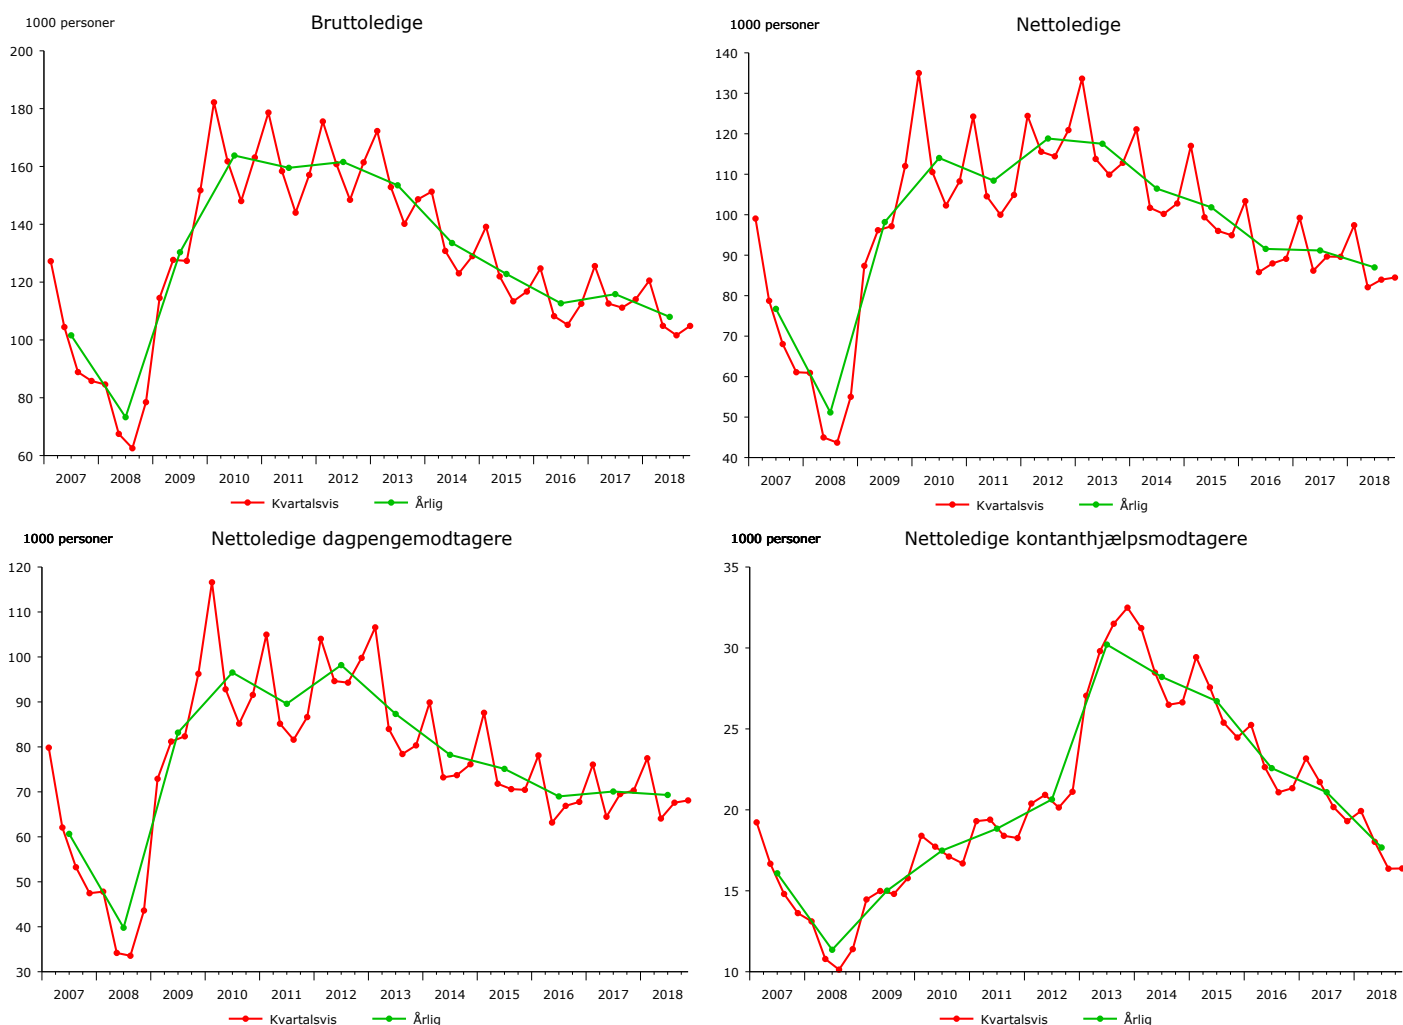 1000 personer
Bruttoledige
200
180
160
140
120
100
80
60
2007 2008 2009 2010 2011 2012 2013 2014 2015 2016 2017 2018
Kvartalsvis Årlig
1000 personer
Nettoledige
140
130
120
110
100
90
80
70
60
50
40
2007 2008 2009 2010 2011 2012 2013 2014 2015 2016 2017 2018
Kvartalsvis Årlig
1000 personer
Nettoledige dagpengemodtagere
120
110
100
90
80
70
60
50
40
30
2007 2008 2009 2010 2011 2012 2013 2014 2015 2016 2017 2018
Kvartalsvis Årlig
1000 personer
Nettoledige kontanthjælpsmodtagere
35
30
25
20
15
10
2007 2008 2009 2010 2011 2012 2013 2014 2015 2016 2017 2018
Kvartalsvis Årlig